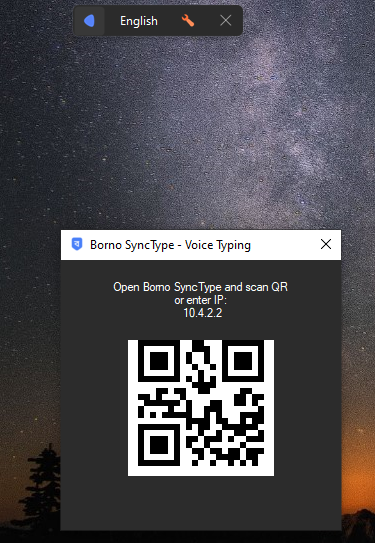 English
Borno SyncType - Voice Typing
Open Borno SyncType and scan QR
or enter IP:
10.4.2.2